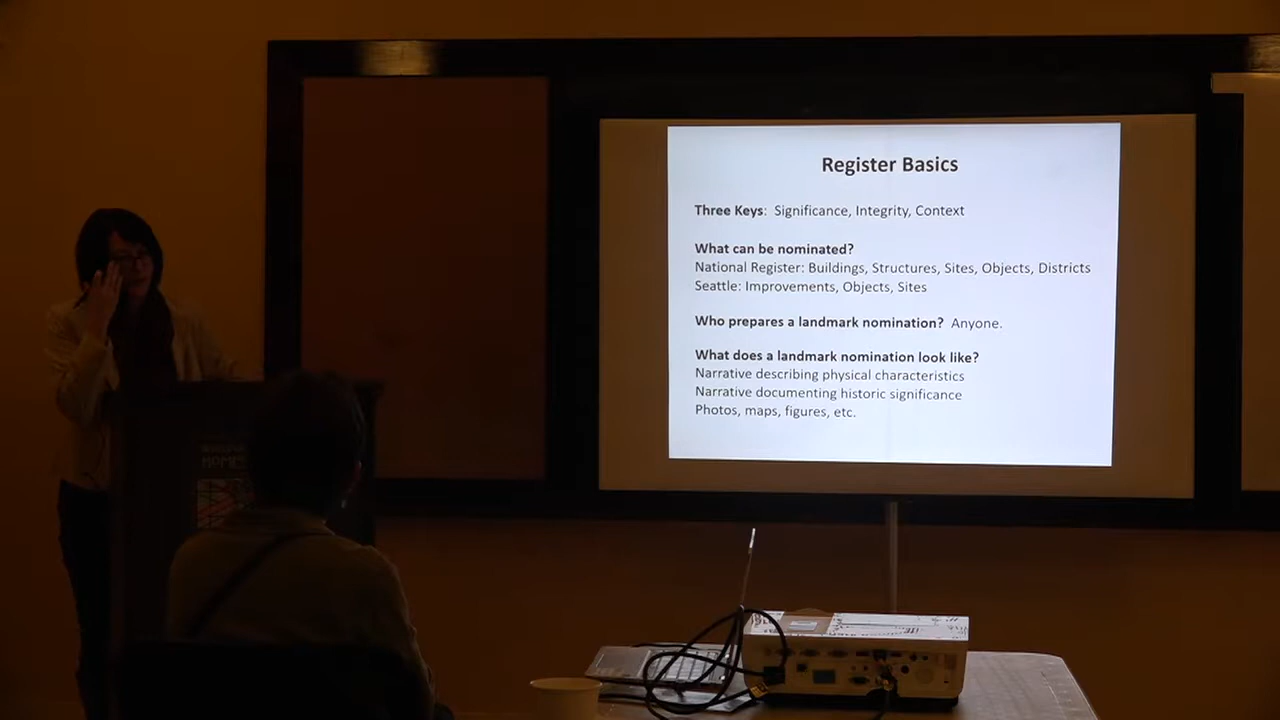 Register Basics
Three Keys: Significance, Integrity, Context
What can be nominated?
National Register: Buildings, Structures, Sites, Objects, Districts
Seattle: Improvements, Objects, Sites
Who prepares a landmark nomination? Anyone.
What does a landmark nomination look like?
Narrative describing physical characteristics
Narrative documenting historic significance
Photos, maps, figures, etc.